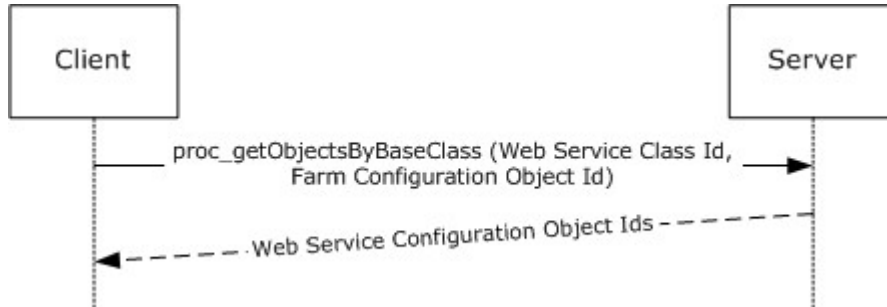 Client
Server
proc_getObjectsByBaseClass (Web Service Class Id,
Farm Configuration Object Id)
Web Service Configuration Object Ids